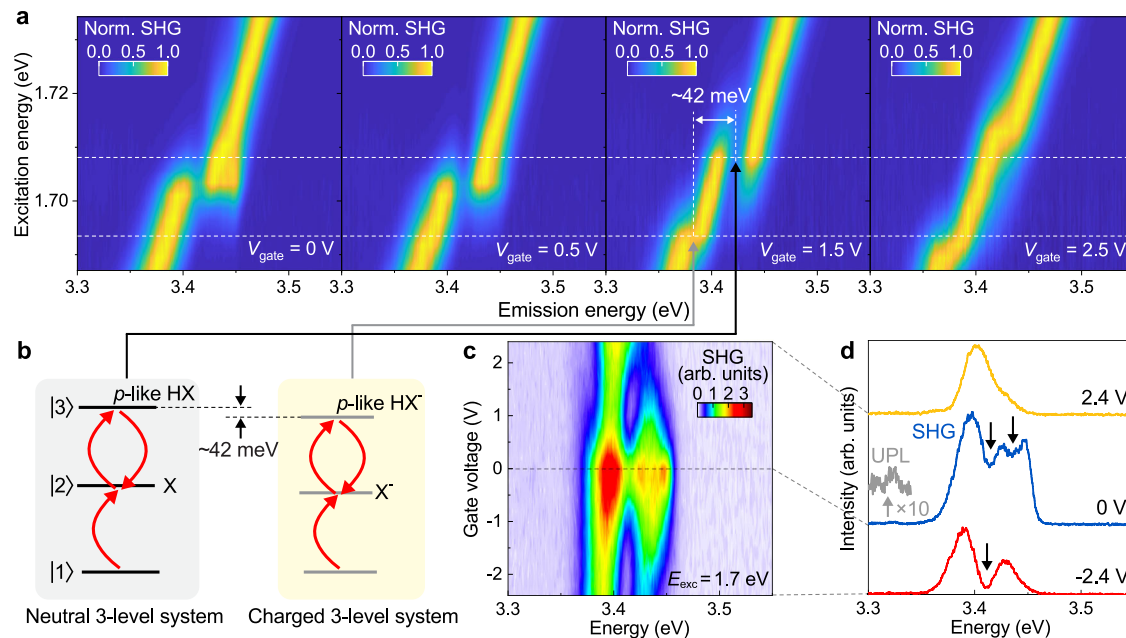 a
Norm. SHG
0.0 0.5 1.0
Norm. SHG
0.0 0.5 1.0
Norm. SHG
0.0 0.5 1.0
Norm. SHG
0.0 0.5 1.0
~42 meV
Excitation energy (eV)
1.72
1.70
Vgate = 0 V
Vgate = 0.5 V
Vgate = 1.5 V
Vgate = 2.5 V
3.3 3.4 3.5 3.3 3.4 3.5 3.3 3.4 3.5 3.3 3.4 3.5
Emission energy (eV)
b
p-like HX
|3⟩
~42 meV
p-like HX⁻
|2⟩
X
X⁻
|1⟩
Neutral 3-level system
Charged 3-level system
c
SHG
(arb. units)
0 1 2 3
Gate voltage (V)
2
1
0
-1
-2
Eexc = 1.7 eV
3.3 3.4 3.5
Energy (eV)
d
Intensity (arb. units)
2.4 V
SHG
UPL
×10
0 V
-2.4 V
3.3 3.4 3.5
Energy (eV)